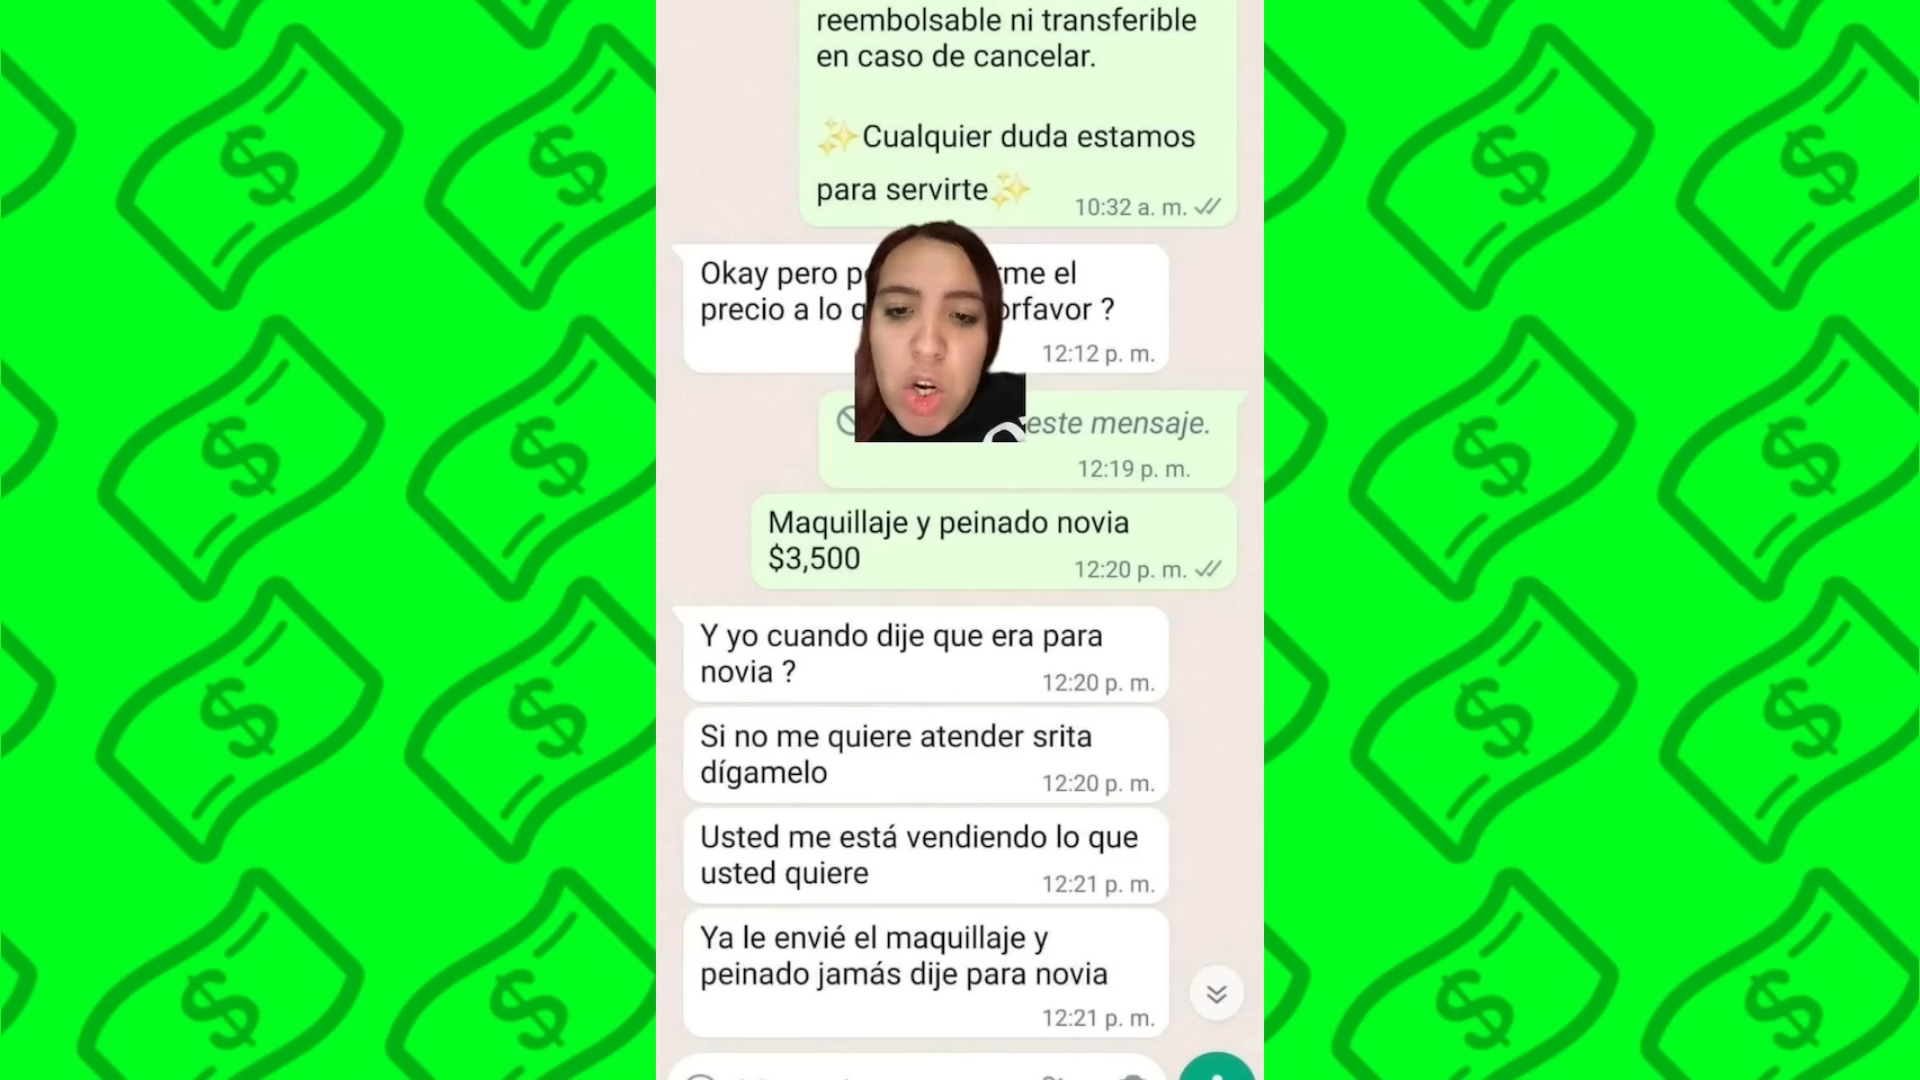 reembolsable ni transferible
en caso de cancelar.
✨Cualquier duda estamos
para servirte✨
10:32 a. m.
Okay pero rme el
precio a lo orfavor ?
12:12 p. m.
este mensaje.
12:19 p. m.
Maquillaje y peinado novia
$3,500
12:20 p. m.
Y yo cuando dije que era para
novia ?
12:20 p. m.
Si no me quiere atender srita
dígamelo
12:20 p. m.
Usted me está vendiendo lo que
usted quiere
12:21 p. m.
Ya le envié el maquillaje y
peinado jamás dije para novia
12:21 p. m.